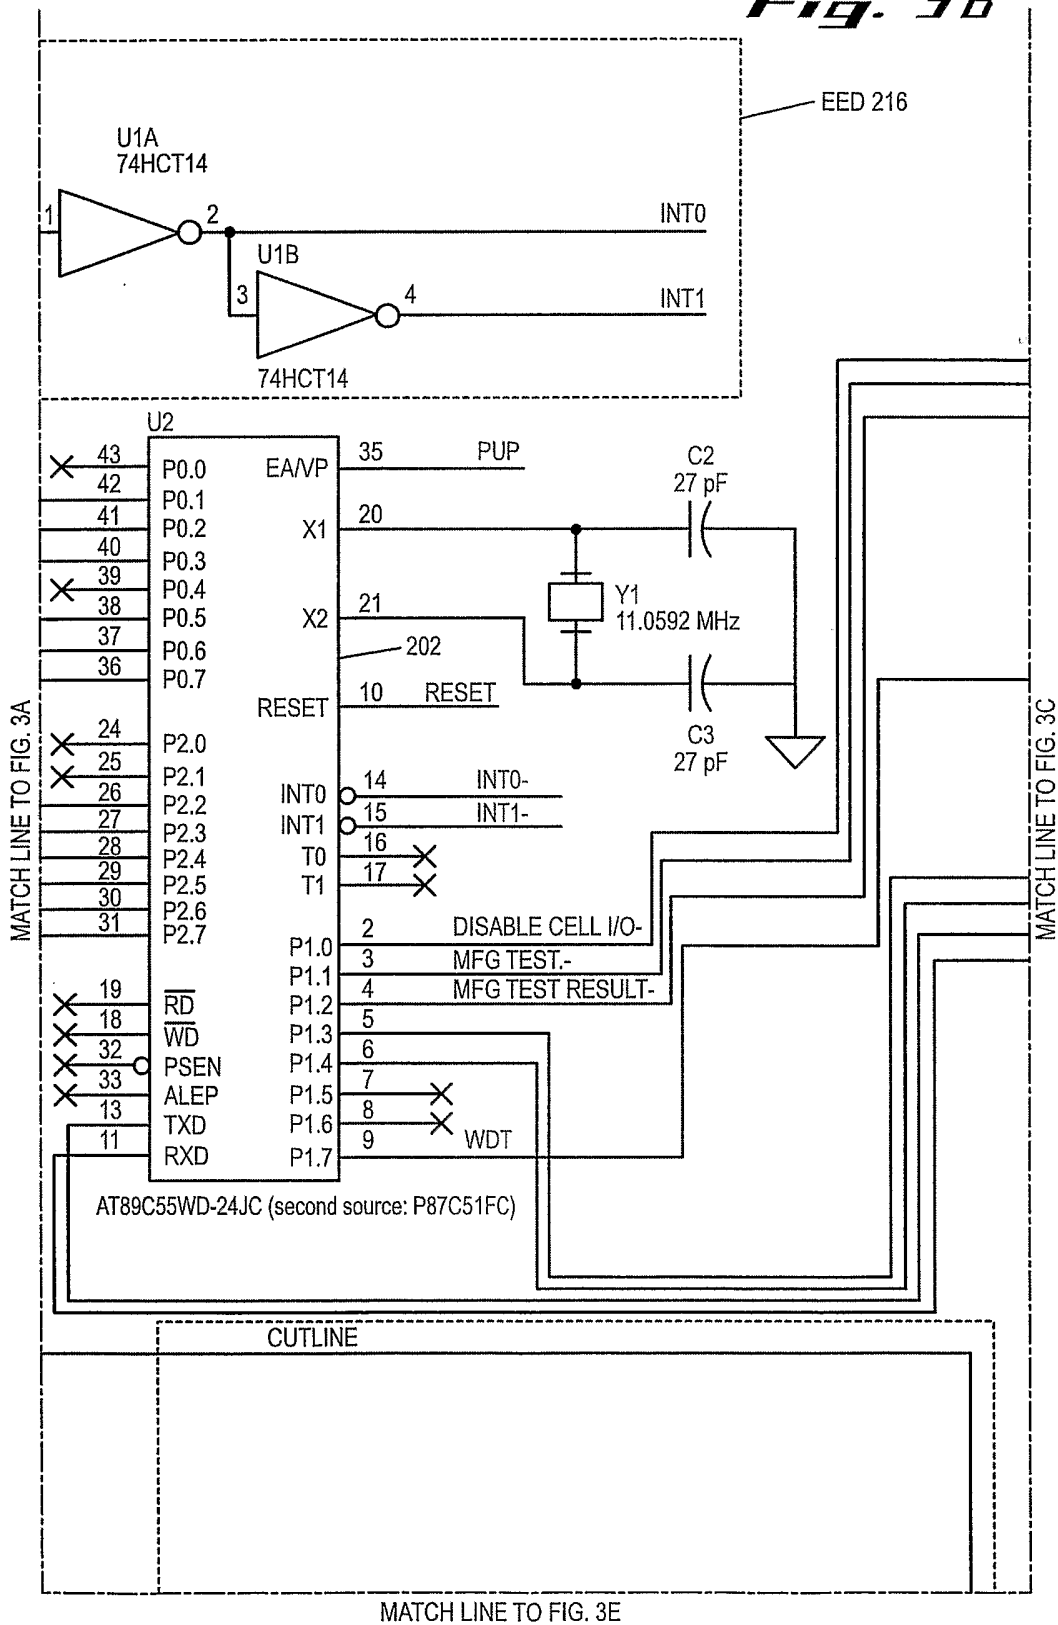 Fig. 3B
EED 216
U1A
74HCT14
1
2
INT0
U1B
3
4
INT1
74HCT14
U2
43 P0.0
42 P0.1
41 P0.2
40 P0.3
39 P0.4
38 P0.5
37 P0.6
36 P0.7
24 P2.0
25 P2.1
26 P2.2
27 P2.3
28 P2.4
29 P2.5
30 P2.6
31 P2.7
19 RD
18 WD
32 PSEN
33 ALEP
13 TXD
11 RXD
EA/VP 35 PUP
X1 20
X2 21
202
RESET 10 RESET
INT0 14 INT0-
INT1 15 INT1-
T0 16
T1 17
P1.0 2 DISABLE CELL I/O-
P1.1 3 MFG TEST.-
P1.2 4 MFG TEST RESULT-
P1.3 5
P1.4 6
P1.5 7
P1.6 8
P1.7 9 WDT
C2
27 pF
Y1
11.0592 MHz
C3
27 pF
AT89C55WD-24JC (second source: P87C51FC)
CUTLINE
MATCH LINE TO FIG. 3A
MATCH LINE TO FIG. 3C
MATCH LINE TO FIG. 3E